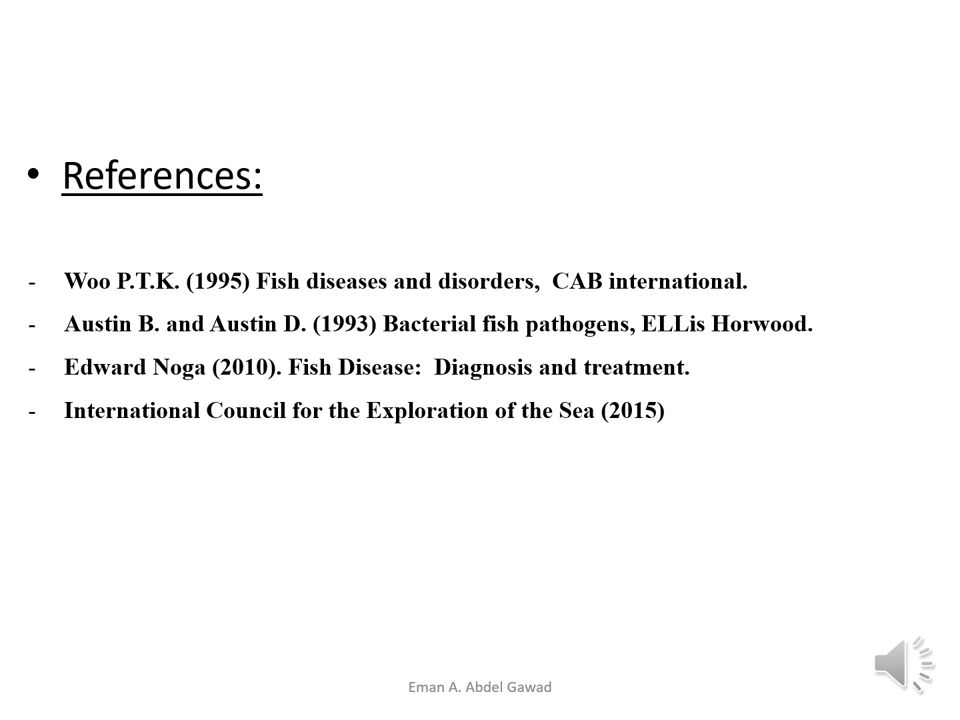 • References:
- Woo P.T.K. (1995) Fish diseases and disorders,  CAB international.
- Austin B. and Austin D. (1993) Bacterial fish pathogens, ELLis Horwood.
- Edward Noga (2010). Fish Disease:  Diagnosis and treatment.
- International Council for the Exploration of the Sea (2015)
Eman A. Abdel Gawad